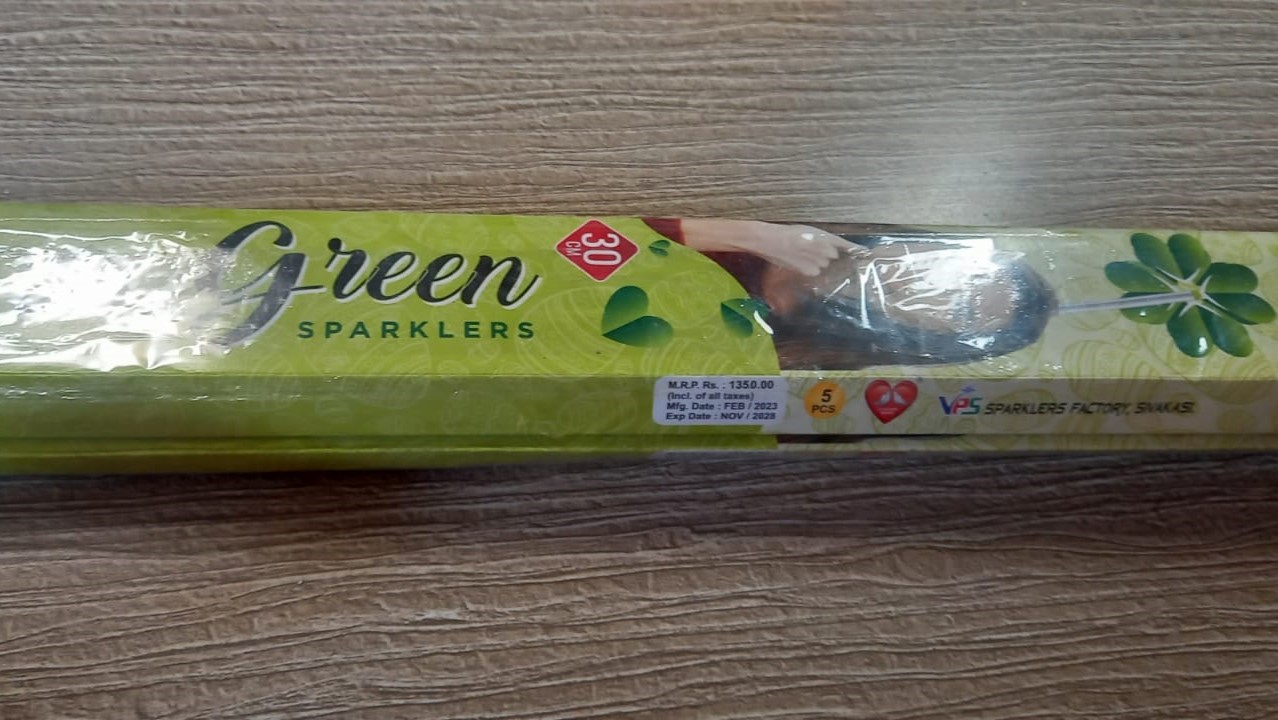 Green
SPARKLERS
30
CM
M.R.P. Rs. : 1350.00
(Incl. of all taxes)
Mfg. Date : FEB / 2023
Exp Date : NOV / 2028
5
PCS
VPS SPARKLERS FACTORY, SIVAKASI.